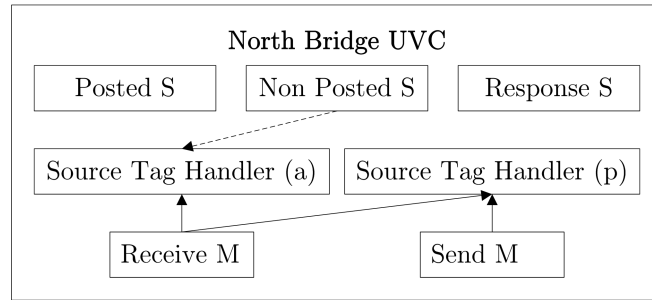 North Bridge UVC
Posted S
Non Posted S
Response S
Source Tag Handler (a)
Source Tag Handler (p)
Receive M
Send M